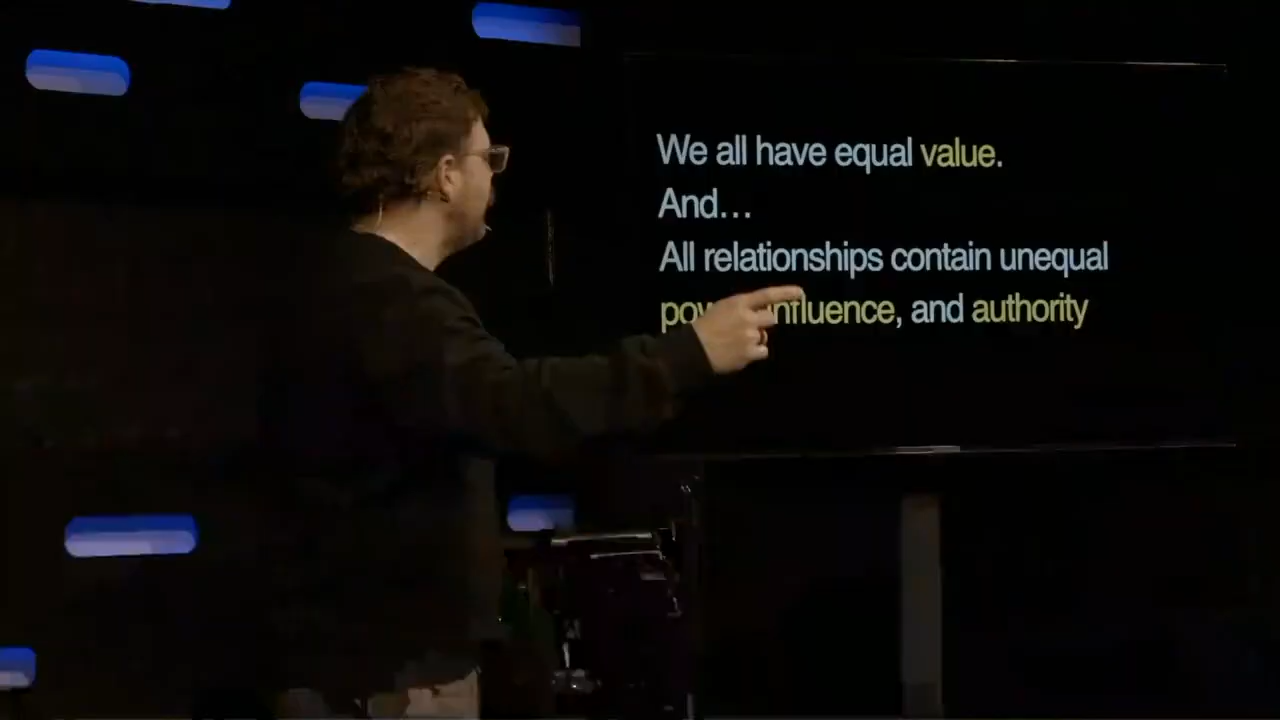 We all have equal value.
And...
All relationships contain unequal
influence, and authority